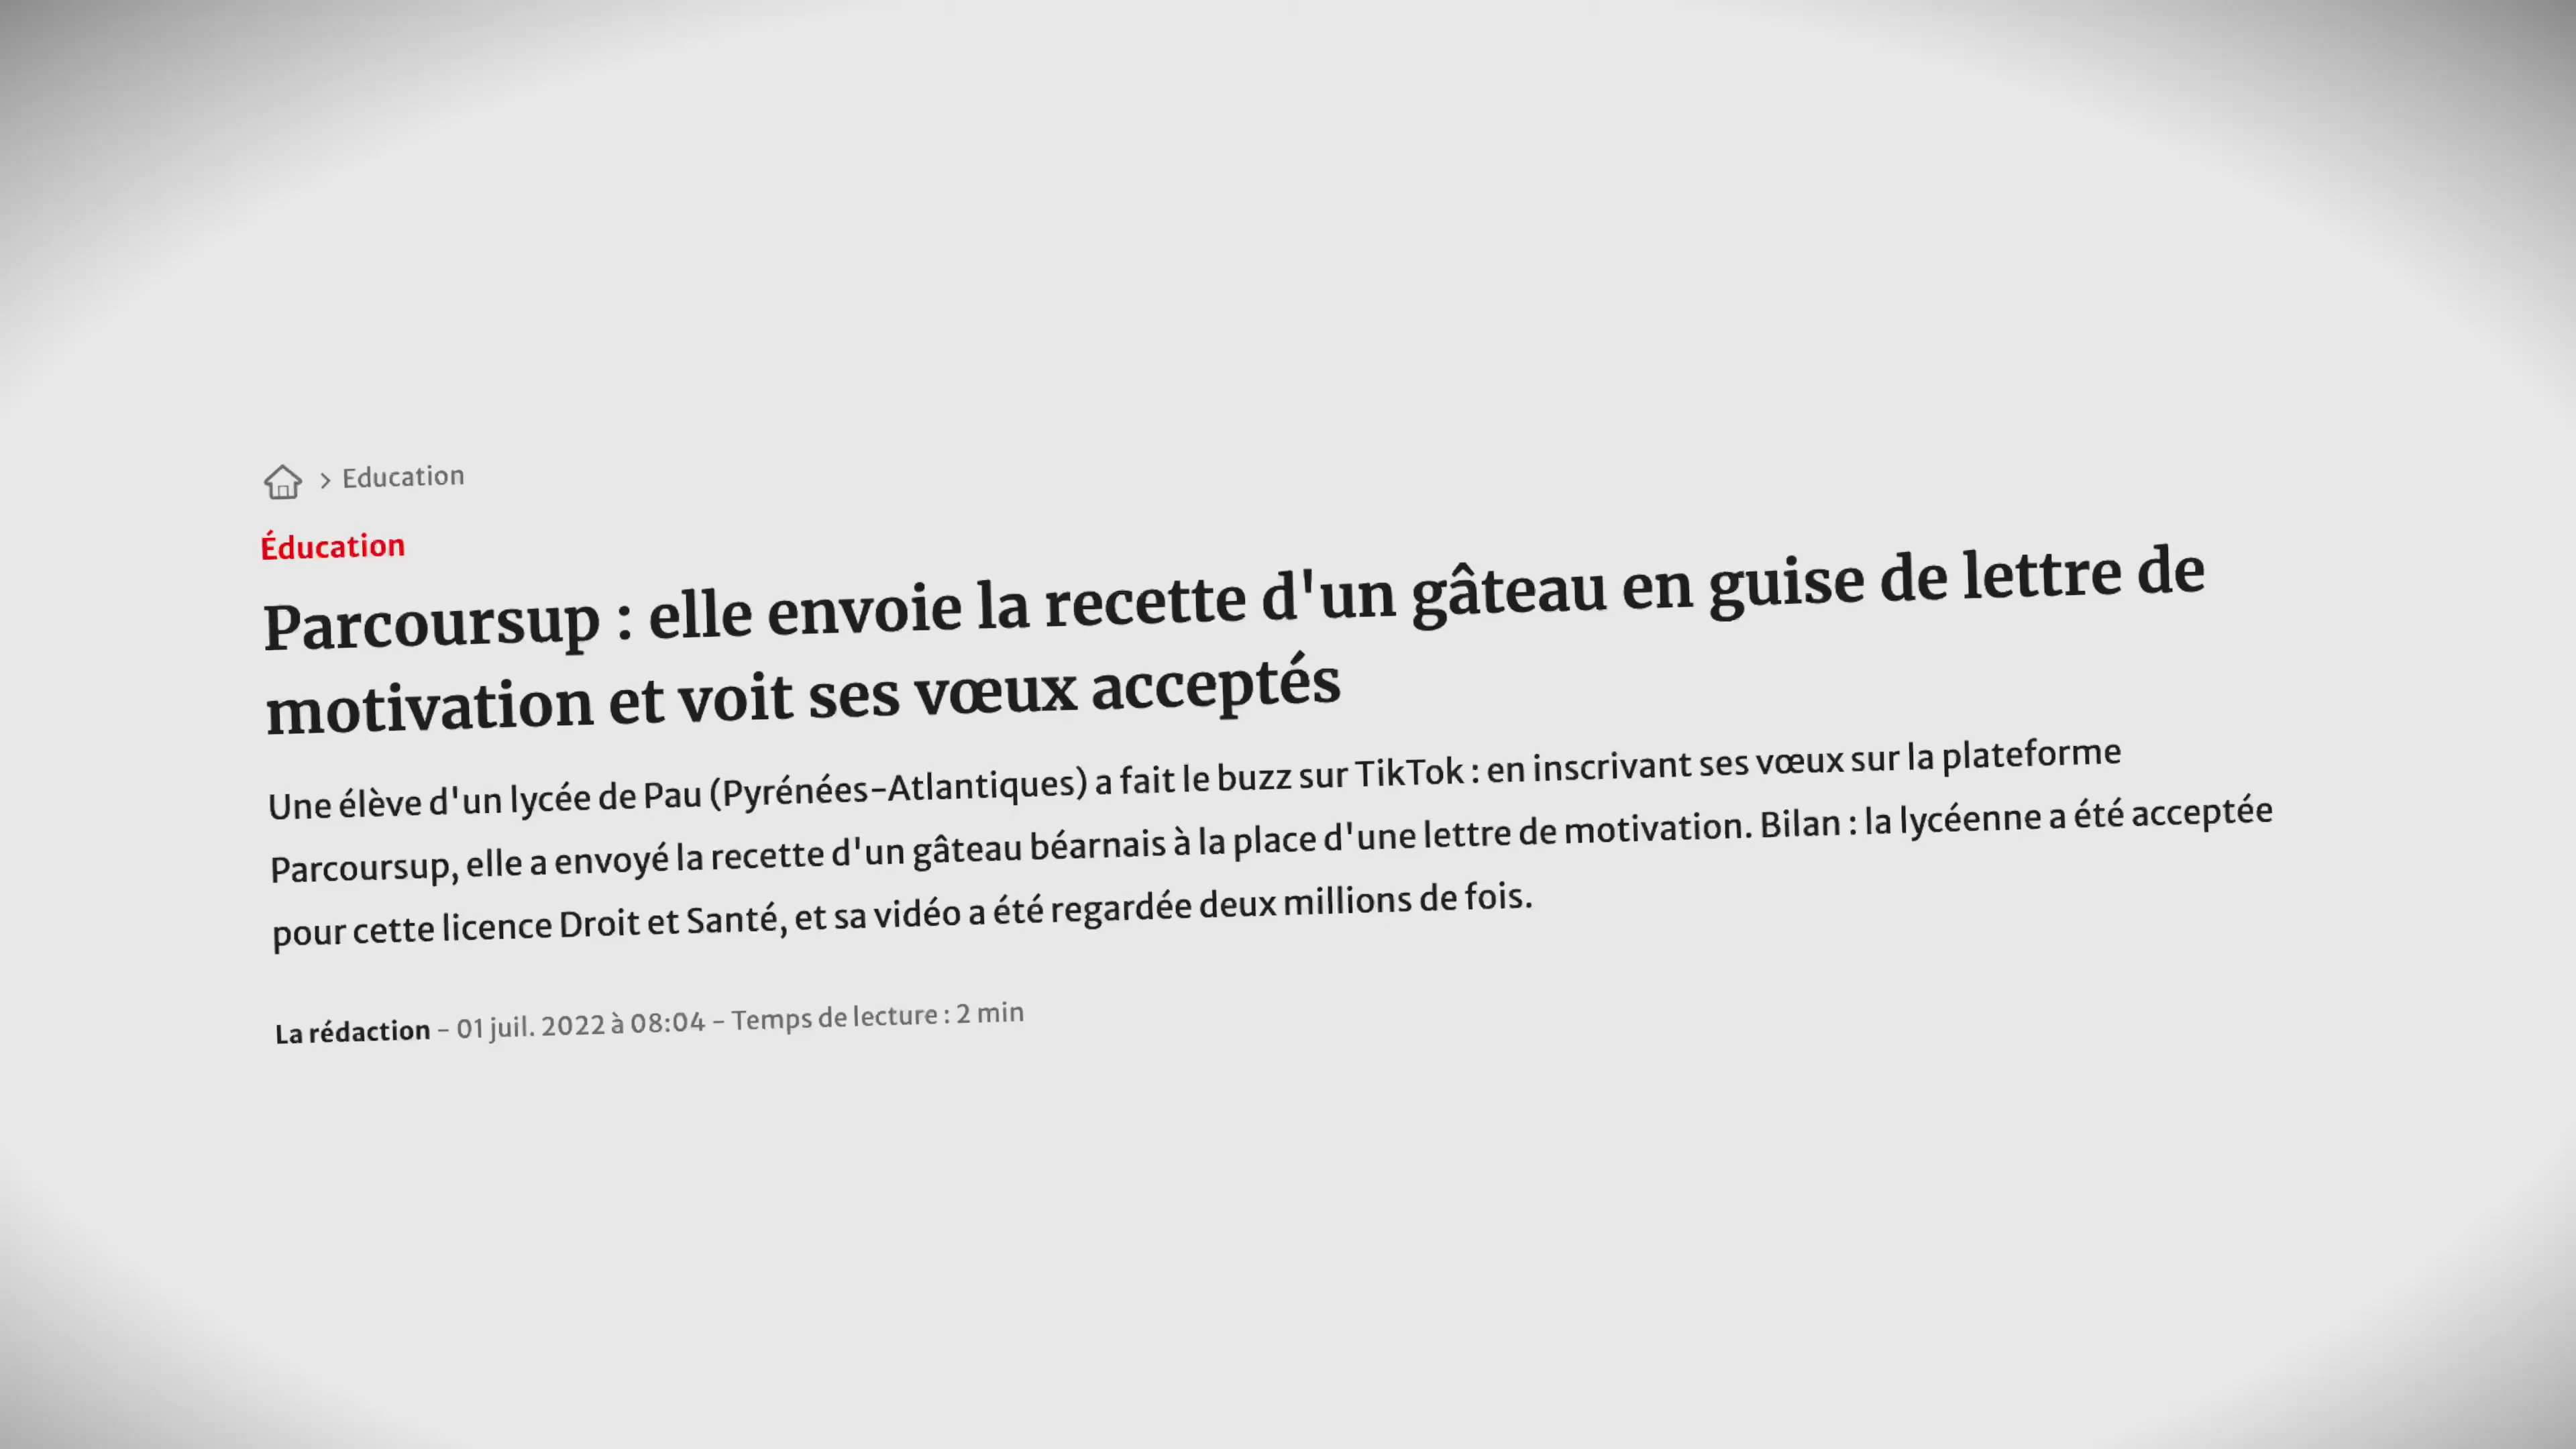 > Education
Éducation
Parcoursup : elle envoie la recette d'un gâteau en guise de lettre de
motivation et voit ses vœux acceptés
Une élève d'un lycée de Pau (Pyrénées-Atlantiques) a fait le buzz sur TikTok : en inscrivant ses vœux sur la plateforme
Parcoursup, elle a envoyé la recette d'un gâteau béarnais à la place d'une lettre de motivation. Bilan : la lycéenne a été acceptée
pour cette licence Droit et Santé, et sa vidéo a été regardée deux millions de fois.
La rédaction - 01 juil. 2022 à 08:04 - Temps de lecture : 2 min